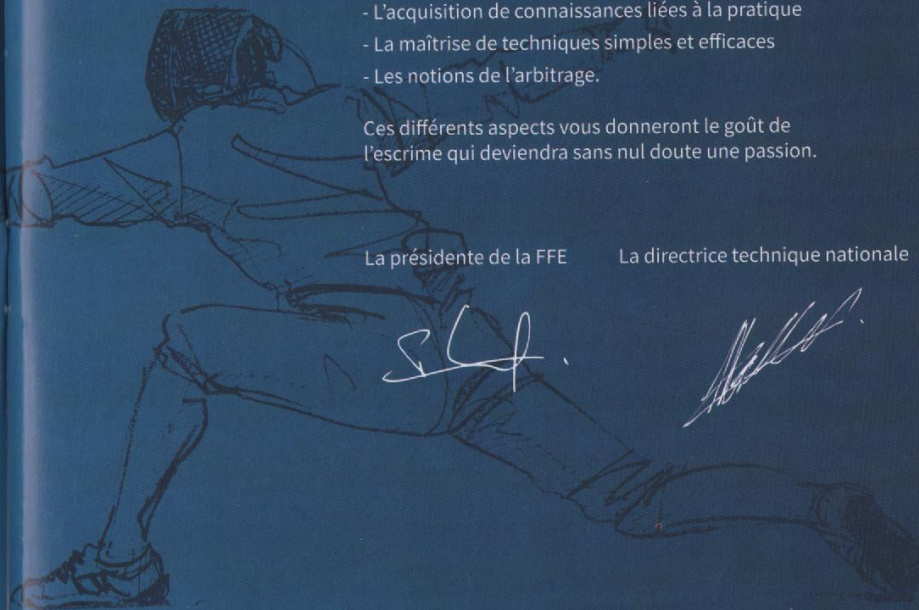 - L'acquisition de connaissances liées à la pratique
- La maîtrise de techniques simples et efficaces
- Les notions de l'arbitrage.
Ces différents aspects vous donneront le goût de
l'escrime qui deviendra sans nul doute une passion.
La présidente de la FFE La directrice technique nationale